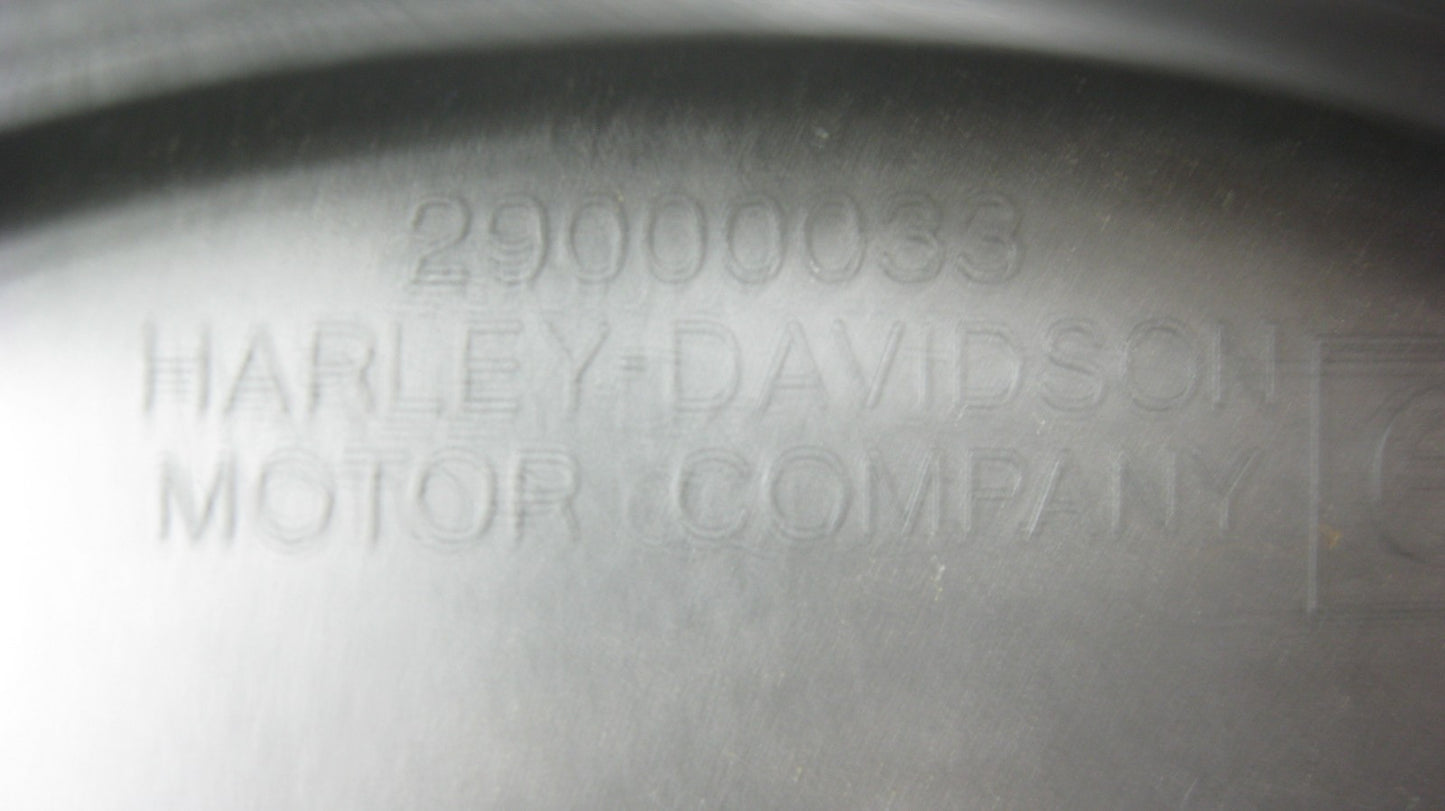 29000033
HARLEY-DAVIDSON
MOTOR COMPANY